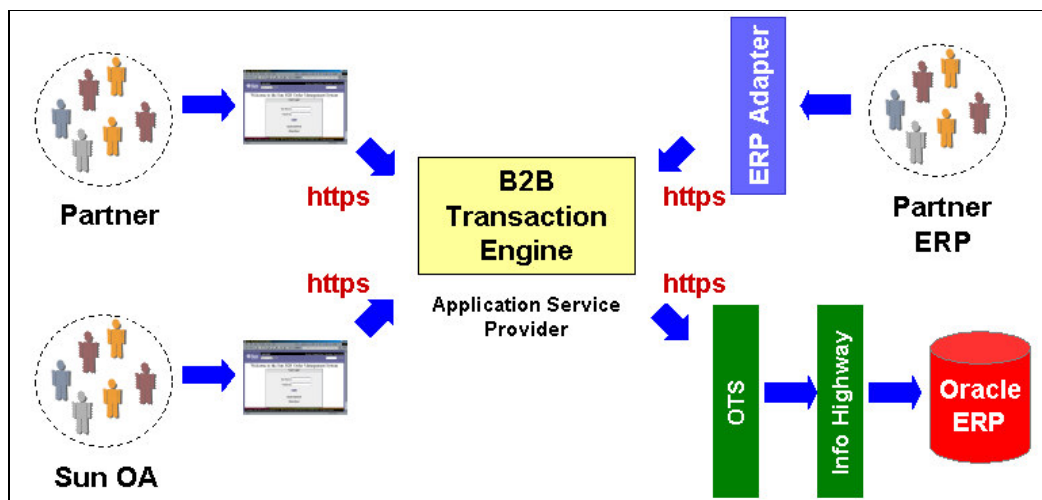 Partner
https
B2B
Transaction
Engine
Application Service
Provider
https
ERP Adapter
Partner
ERP
https
Sun OA
https
OTS
Info Highway
Oracle
ERP